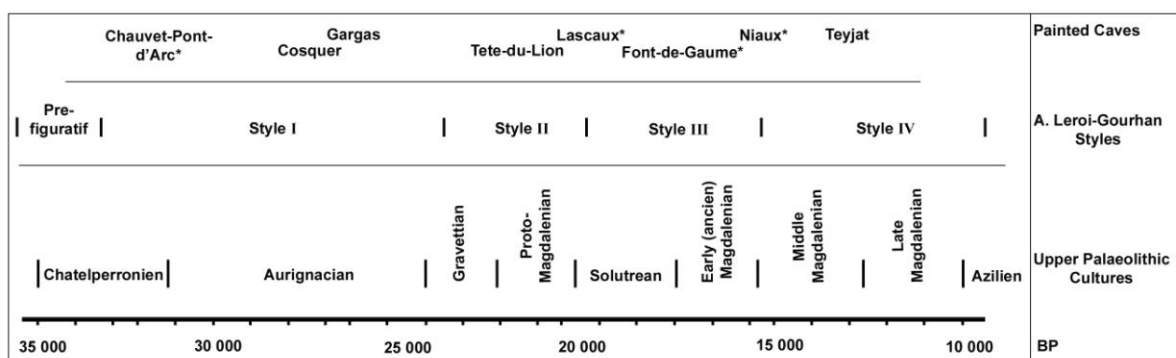 Chauvet-Pont-
d'Arc*
Cosquer
Gargas
Tete-du-Lion
Lascaux*
Font-de-Gaume*
Niaux*
Teyjat
Painted Caves
Pre-
figuratif
Style I
Style II
Style III
Style IV
A. Leroi-Gourhan
Styles
Chatelperronien
Aurignacian
Gravettian
Proto-
Magdalenian
Solutrean
Early (ancien)
Magdalenian
Middle
Magdalenian
Late
Magdalenian
Azilien
Upper Palaeolithic
Cultures
35 000
30 000
25 000
20 000
15 000
10 000
BP